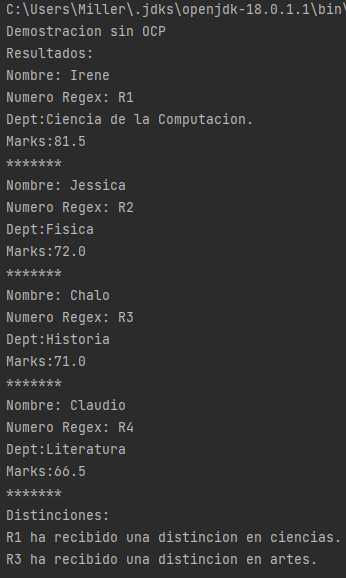 C:\Users\Miller\.jdks\openjdk-18.0.1.1\bin\
Demostracion sin OCP
Resultados:
Nombre: Irene
Numero Regex: R1
Dept:Ciencia de la Computacion.
Marks:81.5
*******
Nombre: Jessica
Numero Regex: R2
Dept:Fisica
Marks:72.0
*******
Nombre: Chalo
Numero Regex: R3
Dept:Historia
Marks:71.0
*******
Nombre: Claudio
Numero Regex: R4
Dept:Literatura
Marks:66.5
*******
Distinciones:
R1 ha recibido una distincion en ciencias.
R3 ha recibido una distincion en artes.